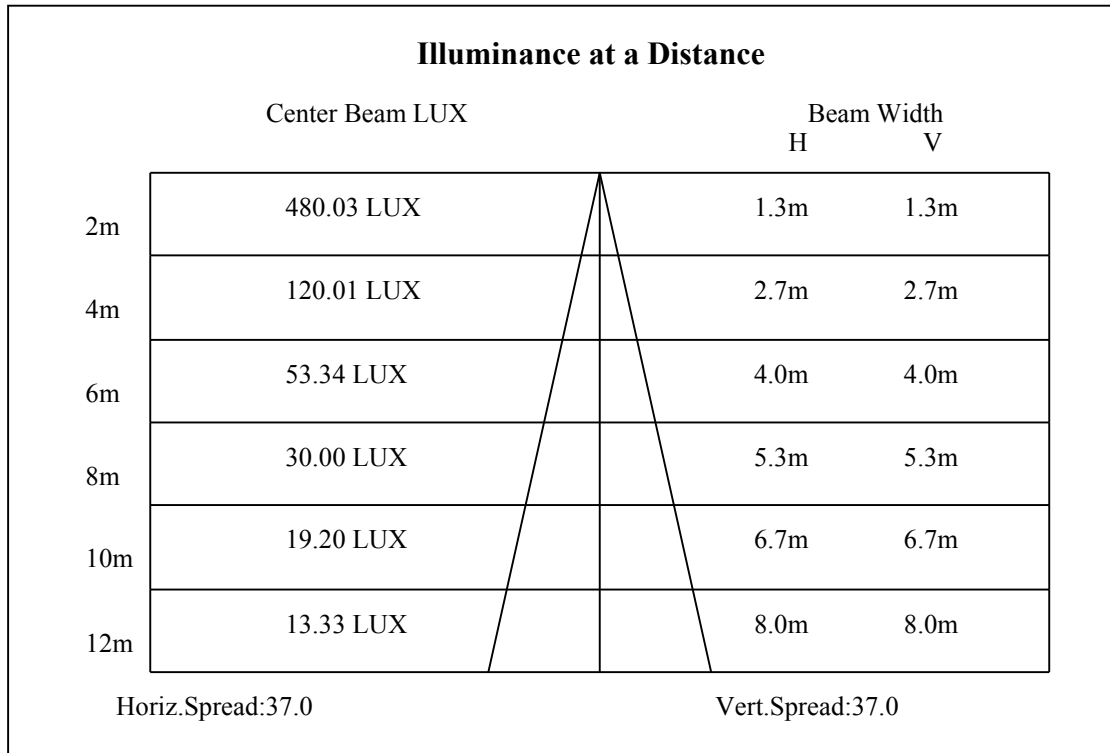 Illuminance at a Distance
Center Beam LUX Beam Width
H V
2m 480.03 LUX 1.3m 1.3m
4m 120.01 LUX 2.7m 2.7m
6m 53.34 LUX 4.0m 4.0m
8m 30.00 LUX 5.3m 5.3m
10m 19.20 LUX 6.7m 6.7m
12m 13.33 LUX 8.0m 8.0m
Horiz.Spread:37.0 Vert.Spread:37.0